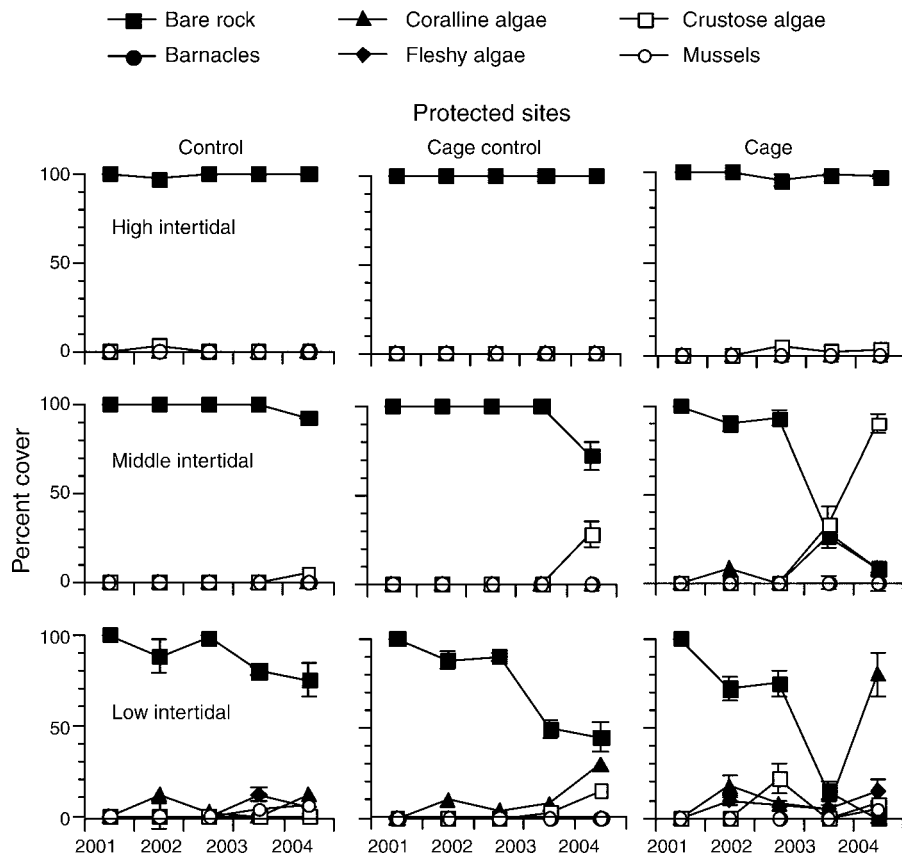 Bare rock Coralline algae Crustose algae
Barnacles Fleshy algae Mussels
Protected sites
Control Cage control Cage
100
High intertidal
50
0
100
Middle intertidal
50
0
Percent cover
100
Low intertidal
50
0
2001 2002 2003 2004 2001 2002 2003 2004 2001 2002 2003 2004